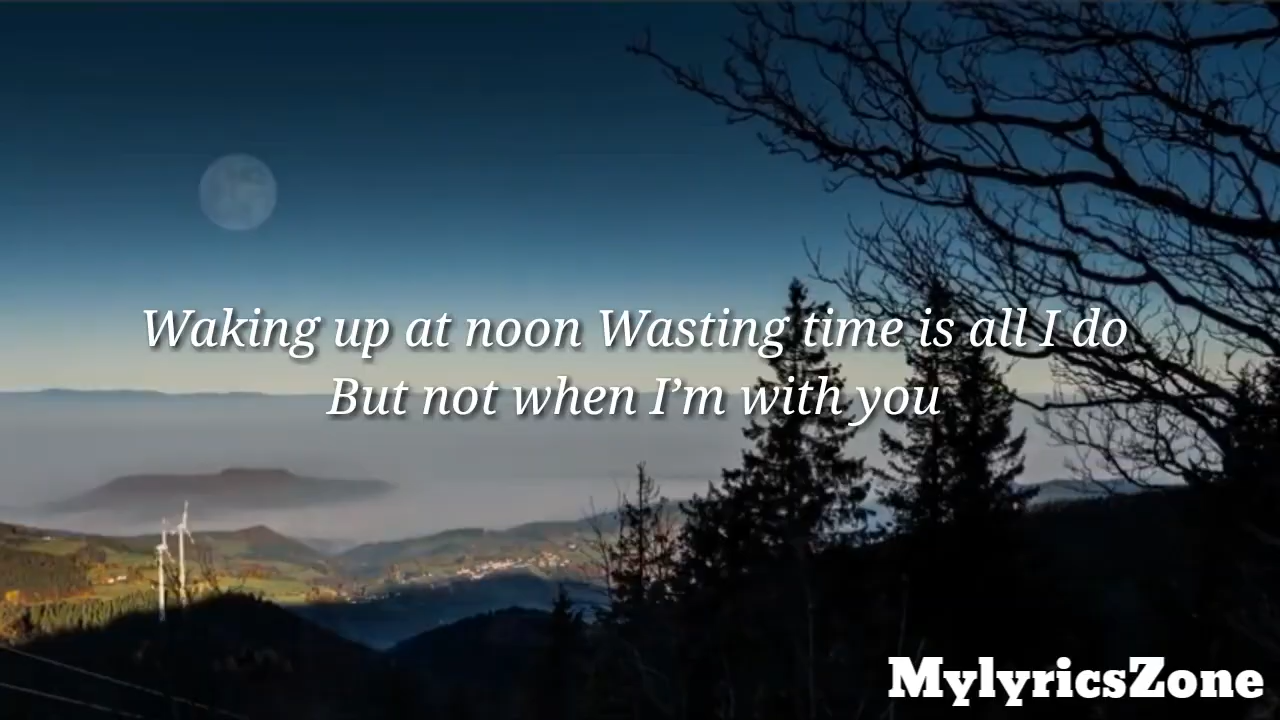 Waking up at noon Wasting time is all I do
But not when I’m with you
MylyricsZone